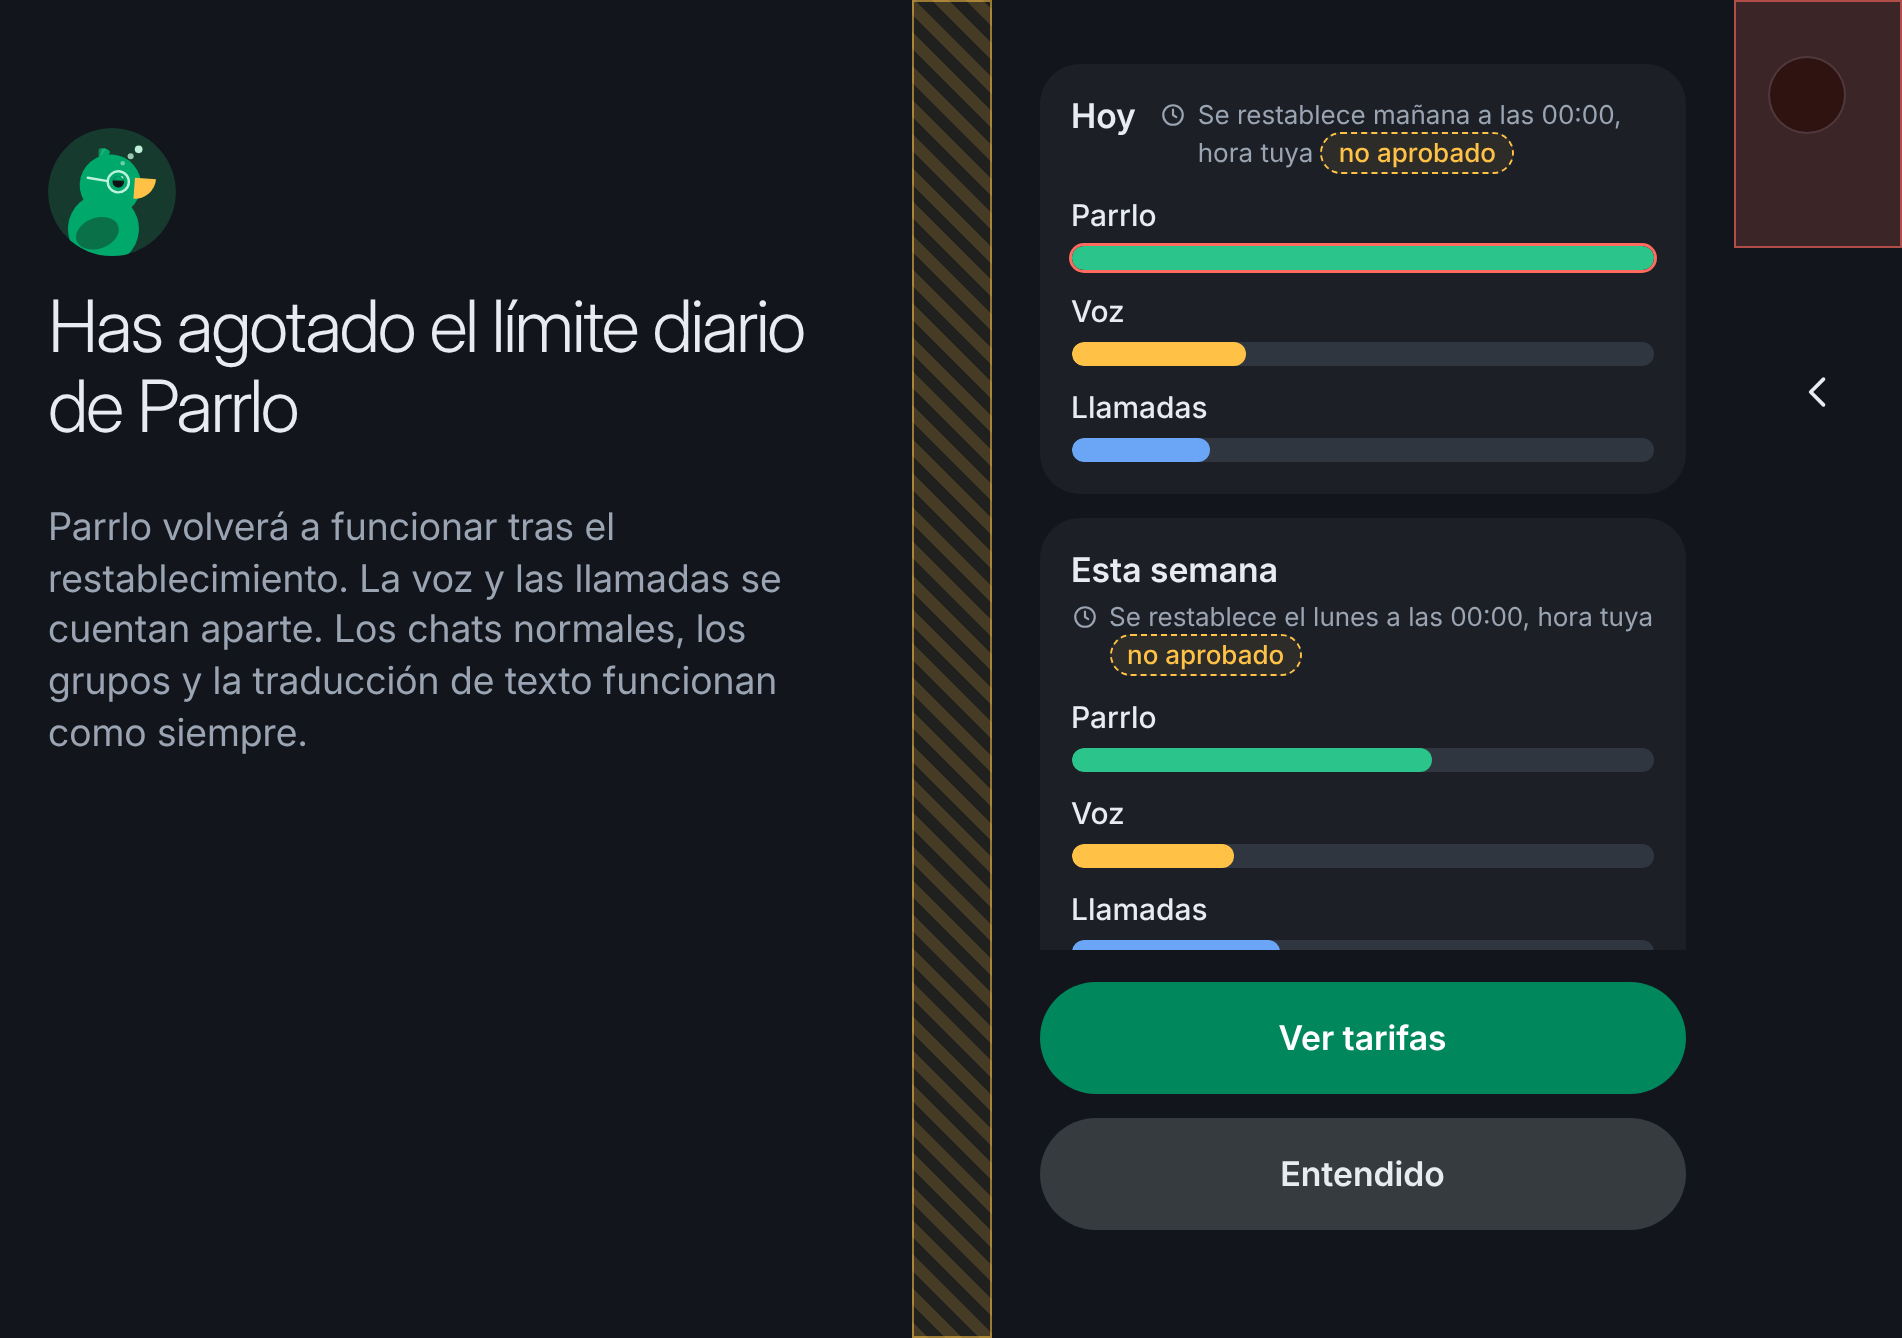 Has agotado el límite diario
de Parrlo
Parrlo volverá a funcionar tras el
restablecimiento. La voz y las llamadas se
cuentan aparte. Los chats normales, los
grupos y la traducción de texto funcionan
como siempre.
Hoy Se restablece mañana a las 00:00,
hora tuya no aprobado
Parrlo
Voz
Llamadas
Esta semana
Se restablece el lunes a las 00:00, hora tuya
no aprobado
Parrlo
Voz
Llamadas
Ver tarifas
Entendido